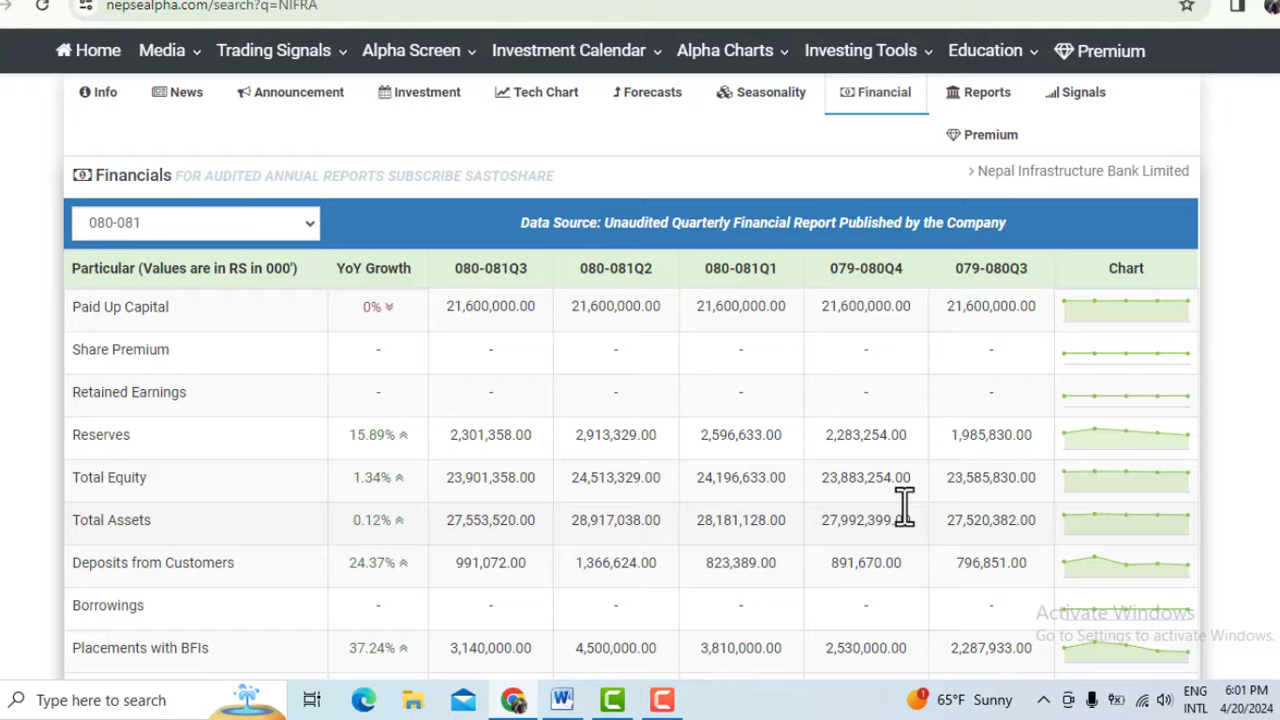 nepsealpha.com/search?q=NIFRA
Home Media Trading Signals Alpha Screen Investment Calendar Alpha Charts Investing Tools Education Premium
Info News Announcement Investment Tech Chart Forecasts Seasonality Financial Reports Signals
Premium
Financials FOR AUDITED ANNUAL REPORTS SUBSCRIBE SASTOSHARE > Nepal Infrastructure Bank Limited
080-081 Data Source: Unaudited Quarterly Financial Report Published by the Company
Particular (Values are in RS in 000') YoY Growth 080-081Q3 080-081Q2 080-081Q1 079-080Q4 079-080Q3 Chart
Paid Up Capital 0% 21,600,000.00 21,600,000.00 21,600,000.00 21,600,000.00 21,600,000.00
Share Premium - - - - - -
Retained Earnings - - - - - -
Reserves 15.89% 2,301,358.00 2,913,329.00 2,596,633.00 2,283,254.00 1,985,830.00
Total Equity 1.34% 23,901,358.00 24,513,329.00 24,196,633.00 23,883,254.00 23,585,830.00
Total Assets 0.12% 27,553,520.00 28,917,038.00 28,181,128.00 27,992,399.00 27,520,382.00
Deposits from Customers 24.37% 991,072.00 1,366,624.00 823,389.00 891,670.00 796,851.00
Borrowings - - - - - -
Activate Windows
Go to Settings to activate Windows.
Placements with BFIs 37.24% 3,140,000.00 4,500,000.00 3,810,000.00 2,530,000.00 2,287,933.00
Type here to search 65°F Sunny ENG 6:01 PM
INTL 4/20/2024